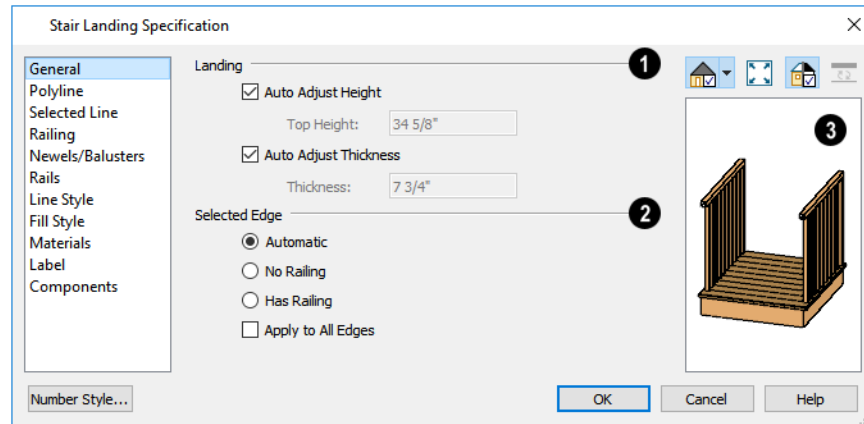 Stair Landing Specification
General
Polyline
Selected Line
Railing
Newels/Balusters
Rails
Line Style
Fill Style
Materials
Label
Components
Landing
1
Auto Adjust Height
Top Height: 34 5/8"
Auto Adjust Thickness
Thickness: 7 3/4"
Selected Edge
2
Automatic
No Railing
Has Railing
Apply to All Edges
3
Number Style...
OK
Cancel
Help